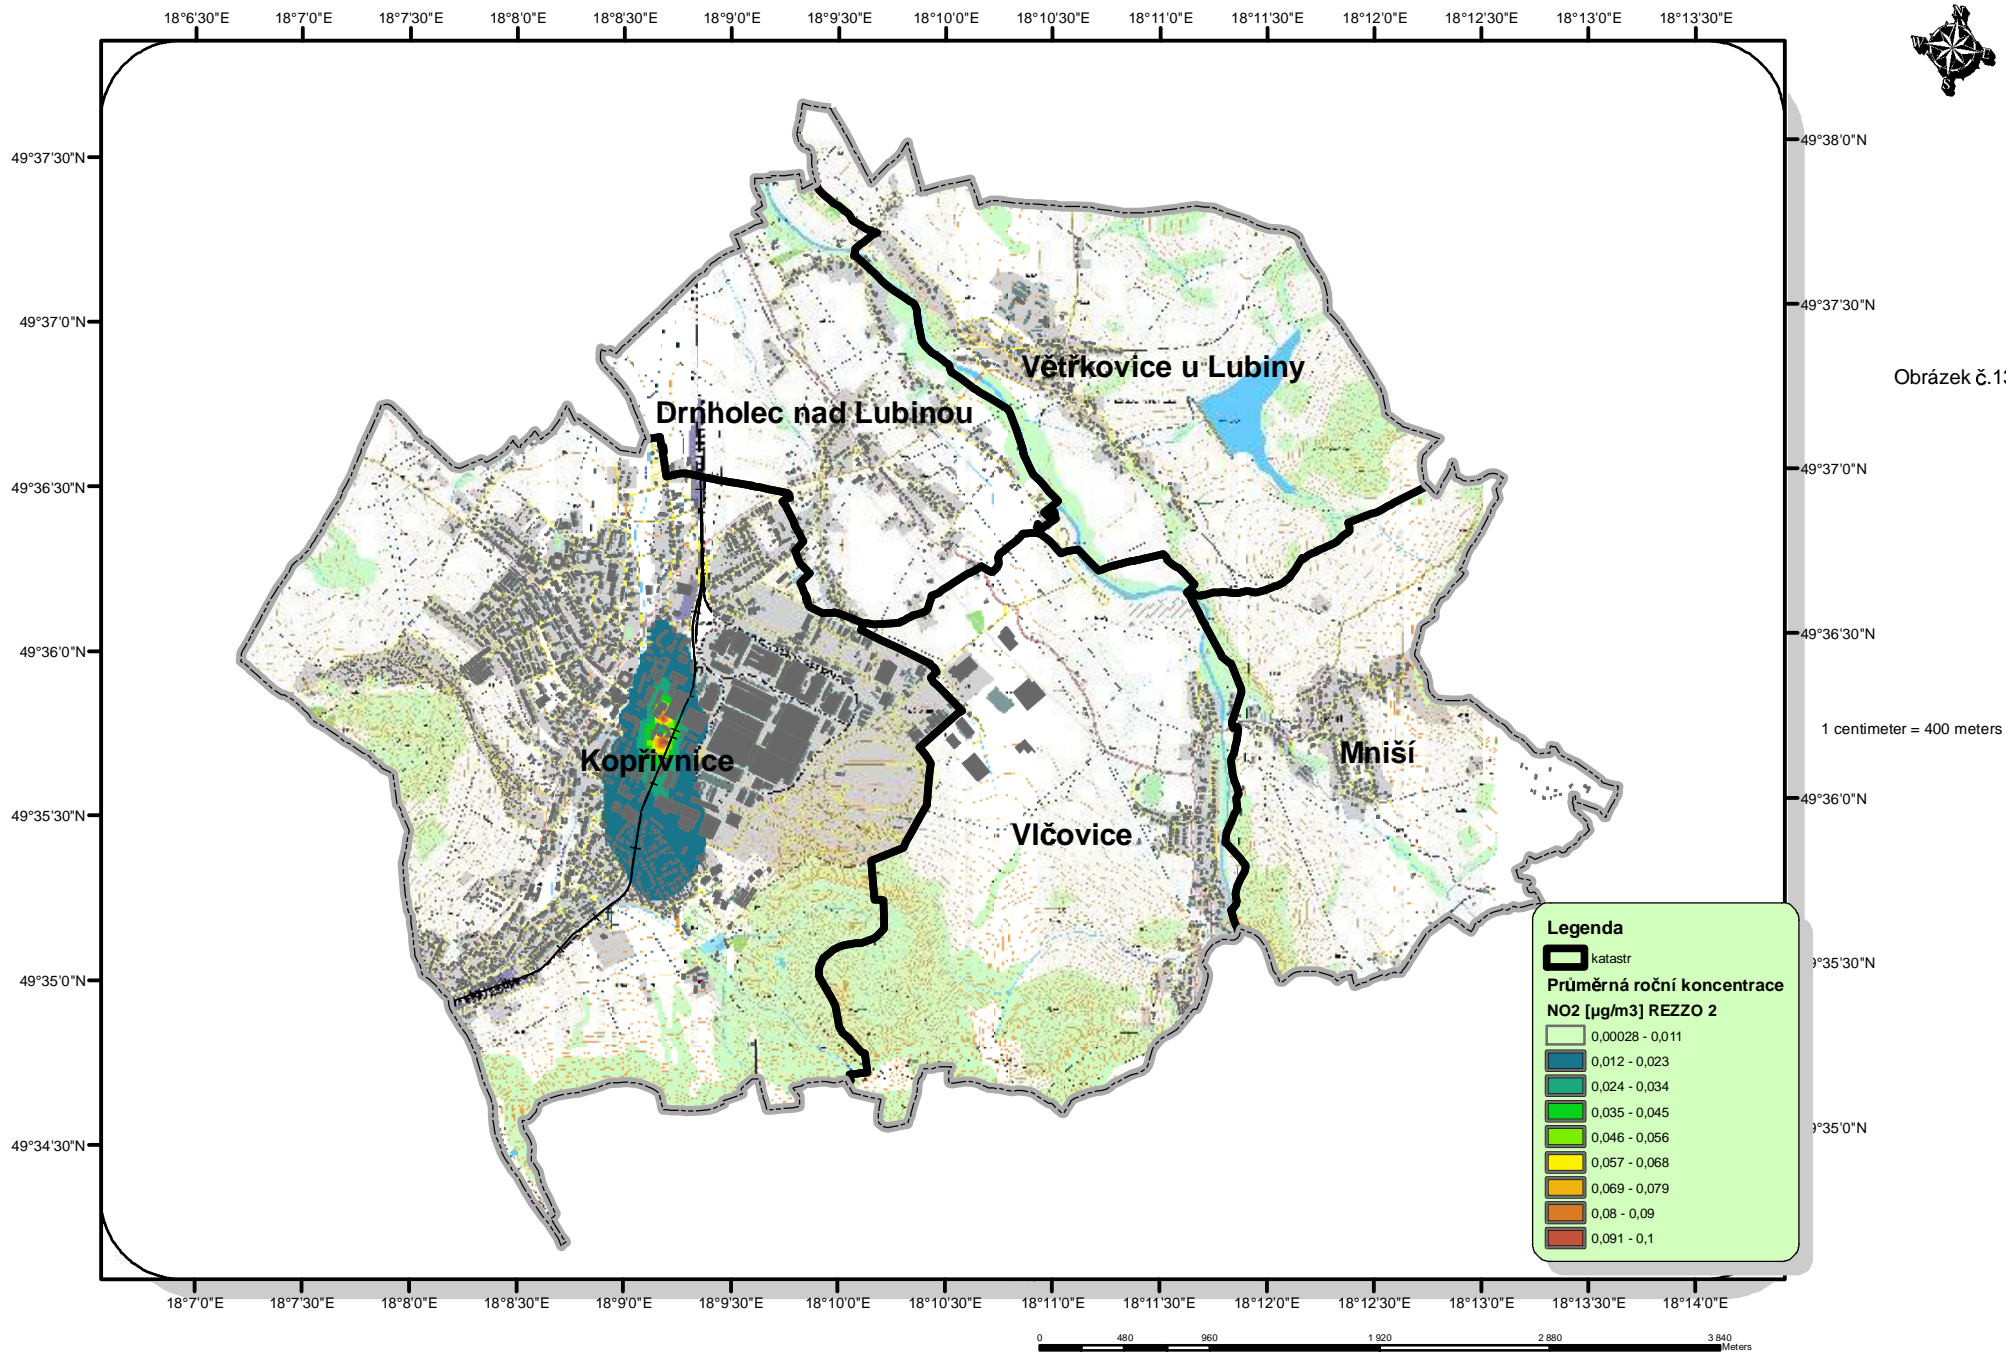 18°6'30"E 18°7'0"E 18°7'30"E 18°8'0"E 18°8'30"E 18°9'0"E 18°9'30"E 18°10'0"E 18°10'30"E 18°11'0"E 18°11'30"E 18°12'0"E 18°12'30"E 18°13'0"E 18°13'30"E
49°37'30"N
49°38'0"N
49°37'0"N
49°37'30"N
Větřkovice u Lubiny
Obrázek č.13
Drnholec nad Lubinou
49°36'30"N
49°37'0"N
49°36'0"N
49°36'30"N
1 centimeter = 400 meters
Kopřivnice
Mniší
49°35'30"N
49°36'0"N
Vlčovice
49°35'0"N
9°35'30"N
49°34'30"N
9°35'0"N
Legenda
katastr
Průměrná roční koncentrace
NO2 [µg/m3] REZZO 2
0,00028 - 0,011
0,012 - 0,023
0,024 - 0,034
0,035 - 0,045
0,046 - 0,056
0,057 - 0,068
0,069 - 0,079
0,08 - 0,09
0,091 - 0,1
18°7'0"E 18°7'30"E 18°8'0"E 18°8'30"E 18°9'0"E 18°9'30"E 18°10'0"E 18°10'30"E 18°11'0"E 18°11'30"E 18°12'0"E 18°12'30"E 18°13'0"E 18°13'30"E 18°14'0"E
0 480 960 1 920 2 880 3 840
Meters